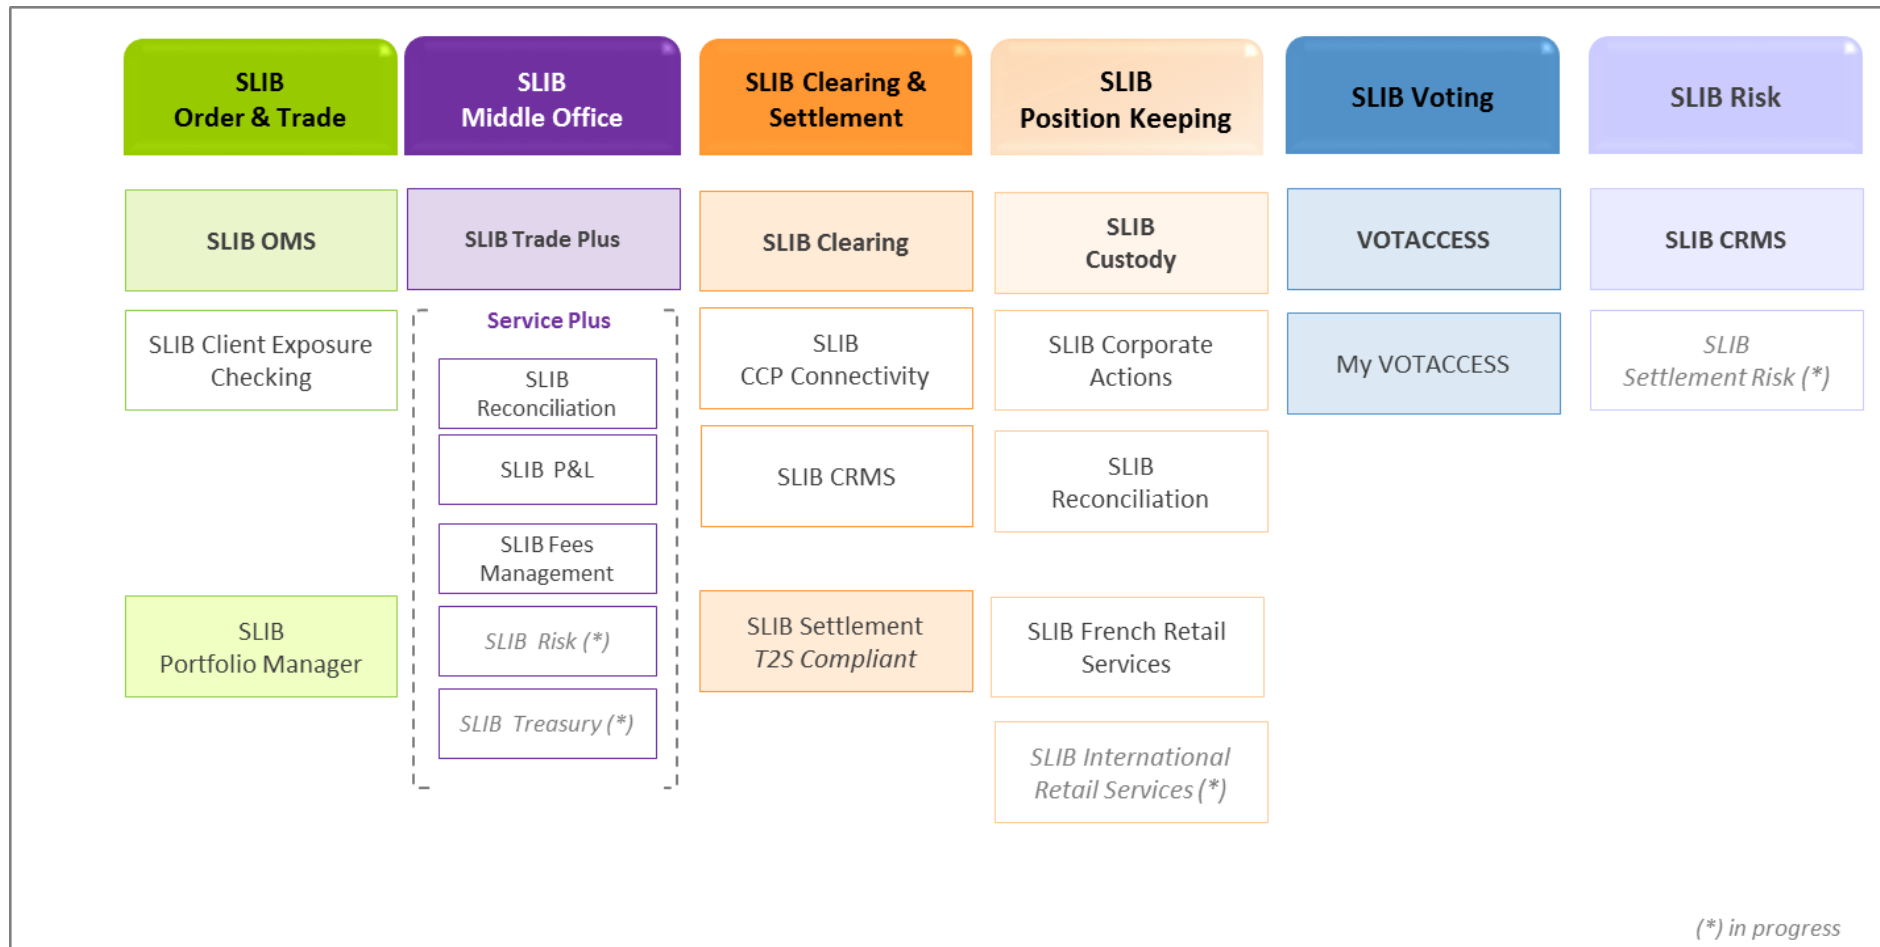 SLIB
Order & Trade
SLIB
Middle Office
SLIB Clearing &
Settlement
SLIB
Position Keeping
SLIB Voting
SLIB Risk
SLIB OMS
SLIB Client Exposure
Checking
SLIB
Portfolio Manager
SLIB Trade Plus
Service Plus
SLIB
Reconciliation
SLIB P&L
SLIB Fees
Management
SLIB Risk (*)
SLIB Treasury (*)
SLIB Clearing
SLIB
CCP Connectivity
SLIB CRMS
SLIB Settlement
T2S Compliant
SLIB
Custody
SLIB Corporate
Actions
SLIB
Reconciliation
SLIB French Retail
Services
SLIB International
Retail Services (*)
VOTACCESS
My VOTACCESS
SLIB CRMS
SLIB
Settlement Risk (*)
(*) in progress